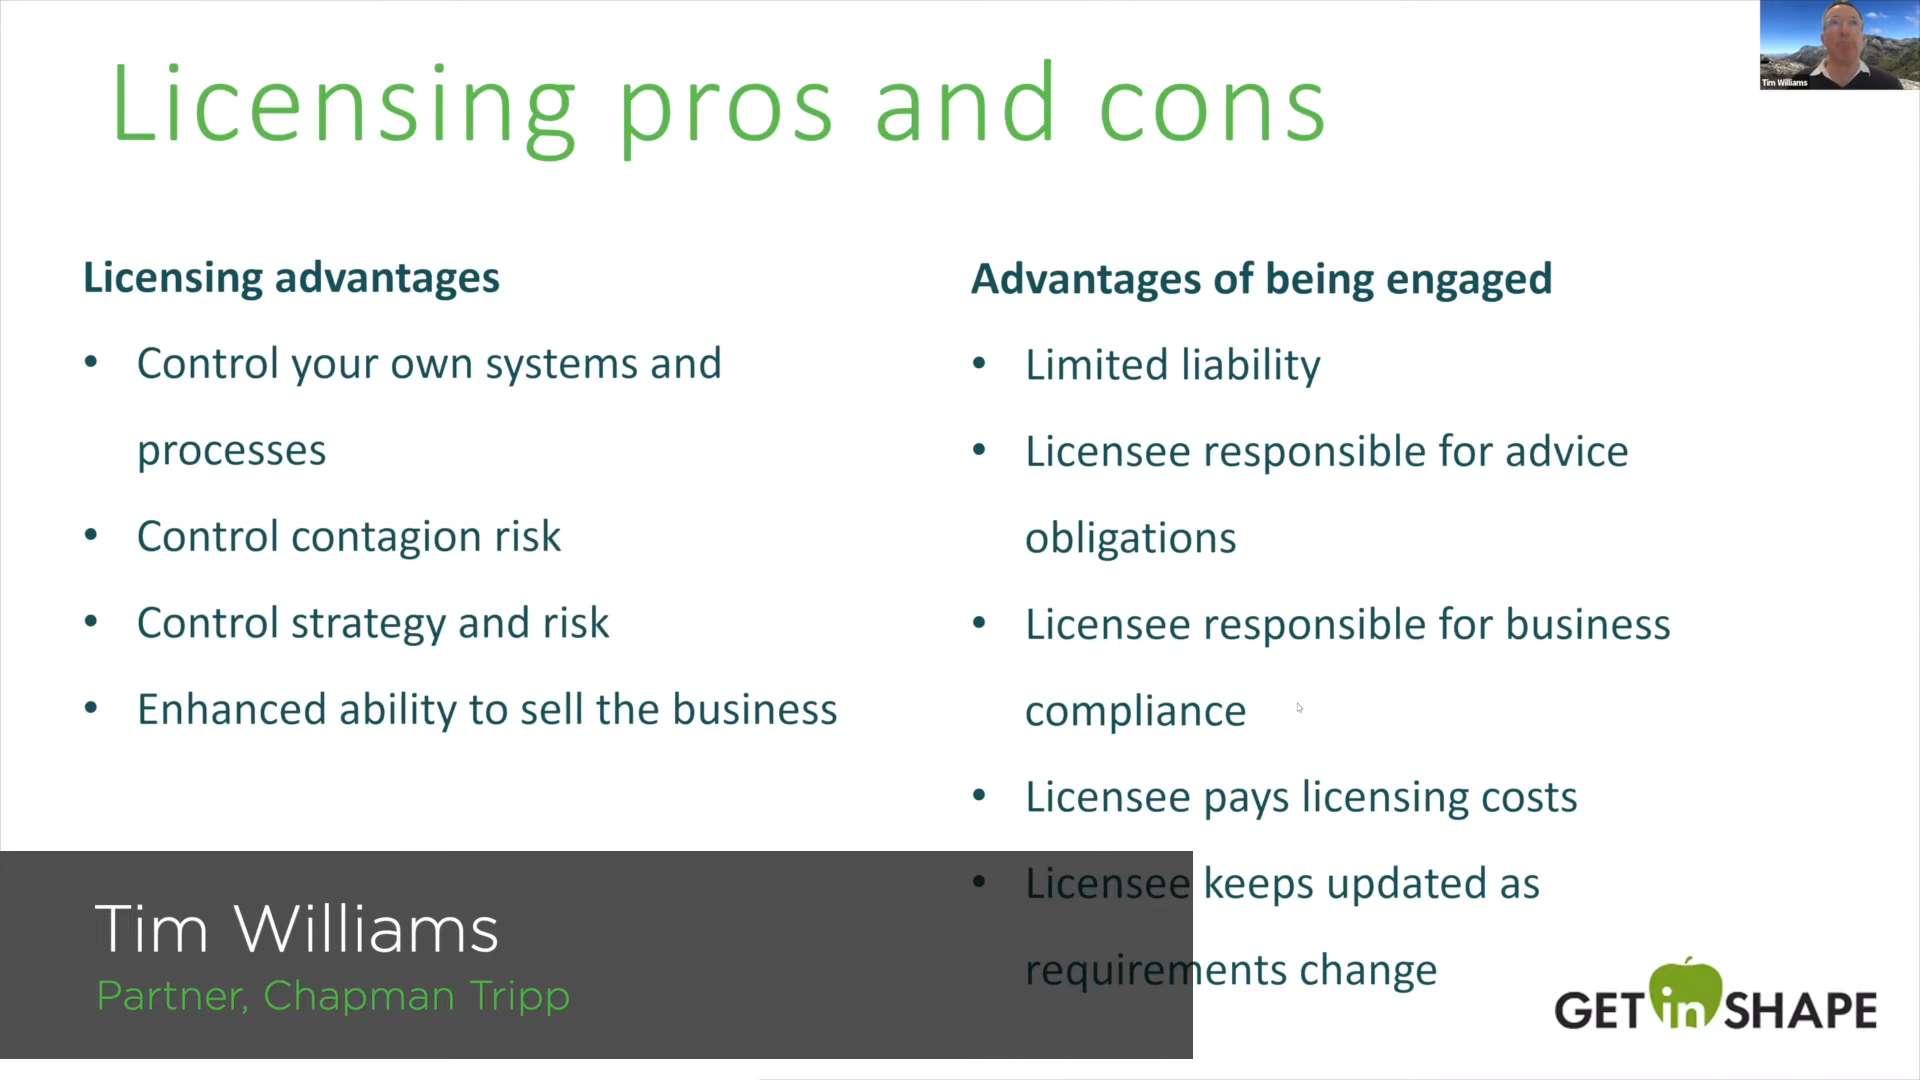 Licensing pros and cons
Tim Williams
Licensing advantages
• Control your own systems and
processes
• Control contagion risk
• Control strategy and risk
• Enhanced ability to sell the business
Advantages of being engaged
• Limited liability
• Licensee responsible for advice
obligations
• Licensee responsible for business
compliance
• Licensee pays licensing costs
• Licensee keeps updated as
requirements change
Tim Williams
Partner, Chapman Tripp
GET in SHAPE